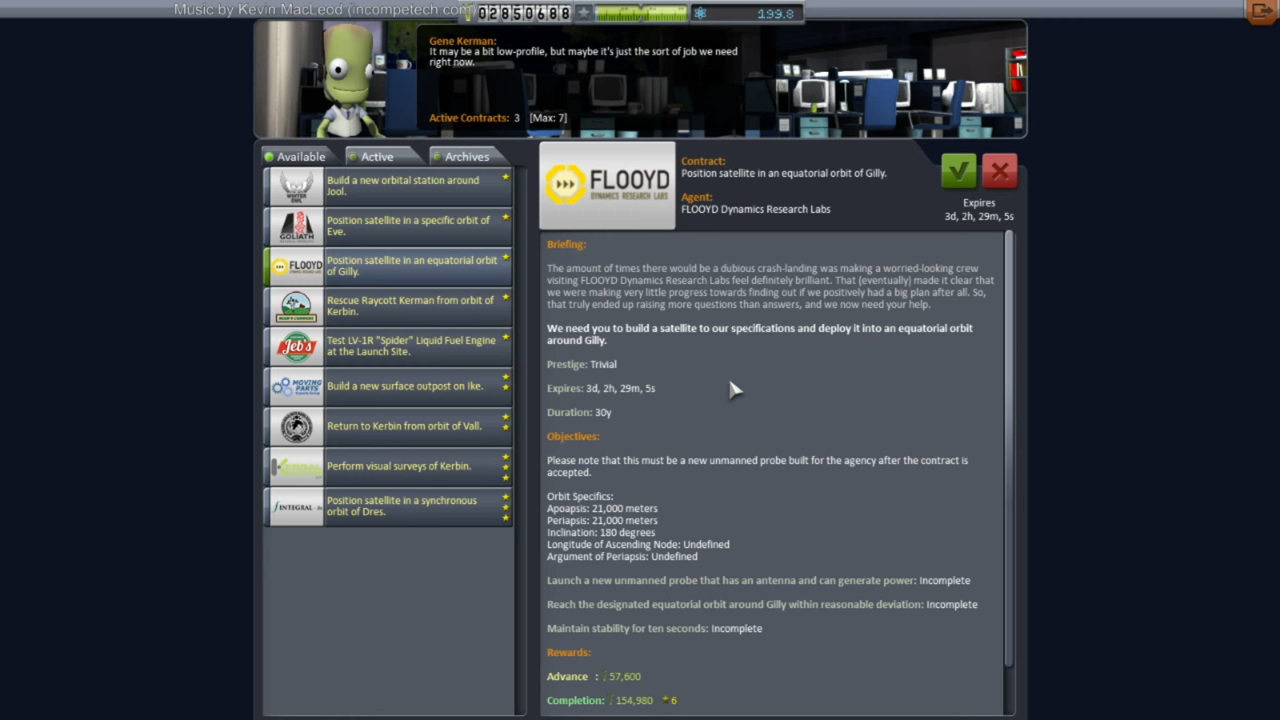 Music by Kevin MacLeod (incompetech.com)
02850688
199.8
Gene Kerman:
It may be a bit low-profile, but maybe it's just the sort of job we need
right now.
Active Contracts: 3 [Max: 7]
Available
Active
Archives
Build a new orbital station around
Jool.
GOLIATH
Position satellite in a specific orbit of
Eve.
FLOOYD
Position satellite in an equatorial orbit
of Gilly.
Rescue Raycott Kerman from orbit of
Kerbin.
Jeb's
Test LV-1R "Spider" Liquid Fuel Engine
at the Launch Site.
MOVING
PARTS
Build a new surface outpost on Ike.
Return to Kerbin from orbit of Vall.
Perform visual surveys of Kerbin.
INTEGRAL
Position satellite in a synchronous
orbit of Dres.
FLOOYD
DYNAMICS RESEARCH LABS
Contract:
Position satellite in an equatorial orbit of Gilly.
Agent:
FLOOYD Dynamics Research Labs
Expires
3d, 2h, 29m, 5s
Briefing:
The amount of times there would be a dubious crash-landing was making a worried-looking crew
visiting FLOOYD Dynamics Research Labs feel definitely brilliant. That (eventually) made it clear that
we were making very little progress towards finding out if we positively had a big plan after all. So,
that truly ended up raising more questions than answers, and we now need your help.
We need you to build a satellite to our specifications and deploy it into an equatorial orbit
around Gilly.
Prestige: Trivial
Expires: 3d, 2h, 29m, 5s
Duration: 30y
Objectives:
Please note that this must be a new unmanned probe built for the agency after the contract is
accepted.
Orbit Specifics:
Apoapsis: 21,000 meters
Periapsis: 21,000 meters
Inclination: 180 degrees
Longitude of Ascending Node: Undefined
Argument of Periapsis: Undefined
Launch a new unmanned probe that has an antenna and can generate power: Incomplete
Reach the designated equatorial orbit around Gilly within reasonable deviation: Incomplete
Maintain stability for ten seconds: Incomplete
Rewards:
Advance : 57,600
Completion: 154,980 6